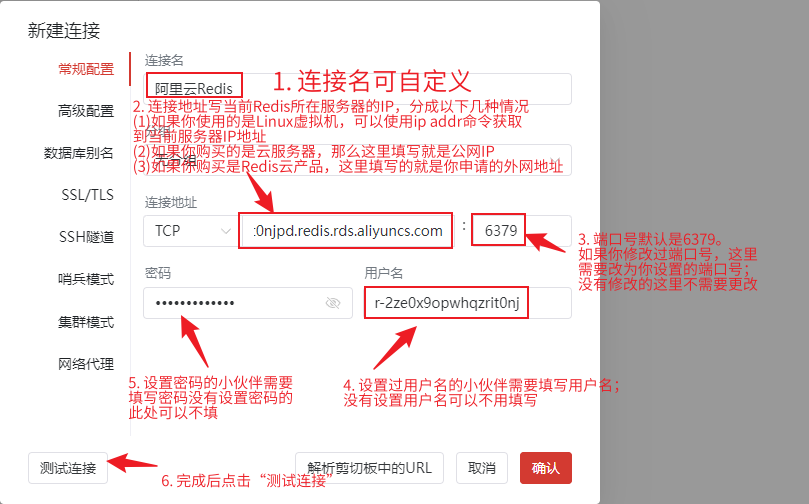 新建连接
常规配置
高级配置
数据库别名
SSL/TLS
SSH隧道
哨兵模式
集群模式
网络代理
连接名
阿里云Redis
1. 连接名可自定义
2. 连接地址写当前Redis所在服务器的IP，分成以下几种情况
(1)如果你使用的是Linux虚拟机，可以使用ip addr命令获取
到当前服务器IP地址
(2)如果你购买的是云服务器，那么这里填写就是公网IP
(3)如果你购买是Redis云产品，这里填写的就是你申请的外网地址
连接地址
TCP
:0njpd.redis.rds.aliyuncs.com
:
6379
3. 端口号默认是6379。
如果你修改过端口号，这里
需要改为你设置的端口号；
没有修改的这里不需要更改
密码
•••••••••••••
用户名
r-2ze0x9opwhqzrit0nj
5. 设置密码的小伙伴需要
填写密码没有设置密码的
此处可以不填
4. 设置过用户名的小伙伴需要填写用户名；
没有设置用户名可以不用填写
测试连接
6. 完成后点击“测试连接”
解析剪切板中的URL
取消
确认